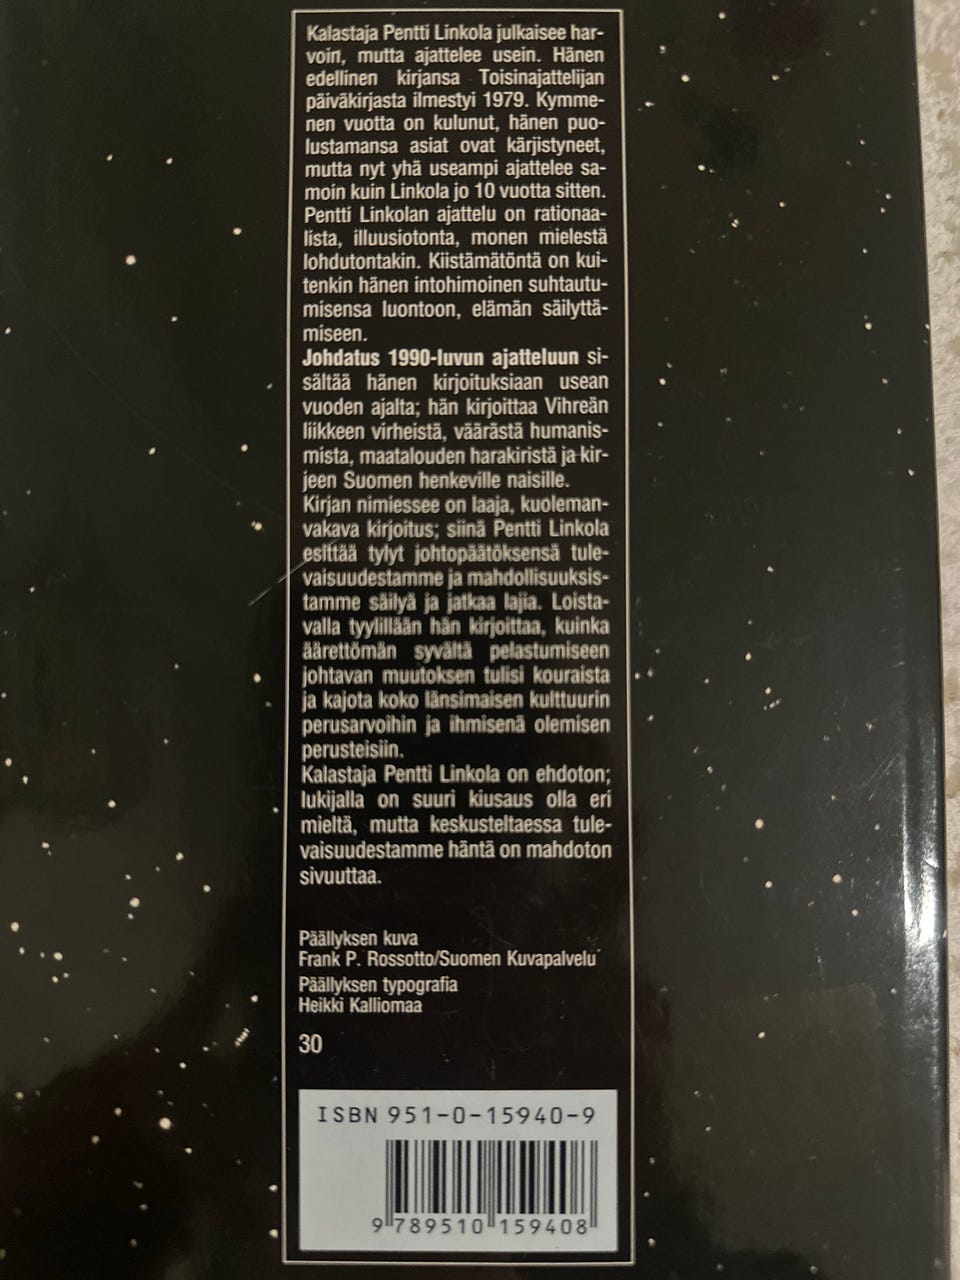 Kalastaja Pentti Linkola julkaisee har-
voin, mutta ajattelee usein. Hänen
edellinen kirjansa Toisinajattelijan
päiväkirjasta ilmestyi 1979. Kymme-
nen vuotta on kulunut, hänen puo-
lustamansa asiat ovat kärjistyneet,
mutta nyt yhä useampi ajattelee sa-
moin kuin Linkola jo 10 vuotta sitten.
Pentti Linkolan ajattelu on rationaa-
lista, illuusiotonta, monen mielestä
lohdutontakin. Kiistämätöntä on kui-
tenkin hänen intohimoinen suhtautu-
misensa luontoon, elämän säilyttä-
miseen.
Johdatus 1990-luvun ajatteluun si-
sältää hänen kirjoituksiaan usean
vuoden ajalta; hän kirjoittaa Vihreän
liikkeen virheistä, väärästä humanis-
mista, maatalouden harakiristä ja kir-
jeen Suomen henkeville naisille.
Kirjan nimiessee on laaja, kuoleman-
vakava kirjoitus; siinä Pentti Linkola
esittää tylyt johtopäätöksensä tule-
vaisuudestamme ja mahdollisuuksis-
tamme säilyä ja jatkaa lajia. Loista-
valla tyylillään hän kirjoittaa, kuinka
äärettömän syvältä pelastumiseen
johtavan muutoksen tulisi kouraista
ja kajota koko länsimaisen kulttuurin
perusarvoihin ja ihmisenä olemisen
perusteisiin.
Kalastaja Pentti Linkola on ehdoton;
lukijalla on suuri kiusaus olla eri
mieltä, mutta keskusteltaessa tule-
vaisuudestamme häntä on mahdoton
sivuuttaa.
Päällyksen kuva
Frank P. Rossotto/Suomen Kuvapalvelu
Päällyksen typografia
Heikki Kalliomaa
30
ISBN 951-0-15940-9
9 789510 159408